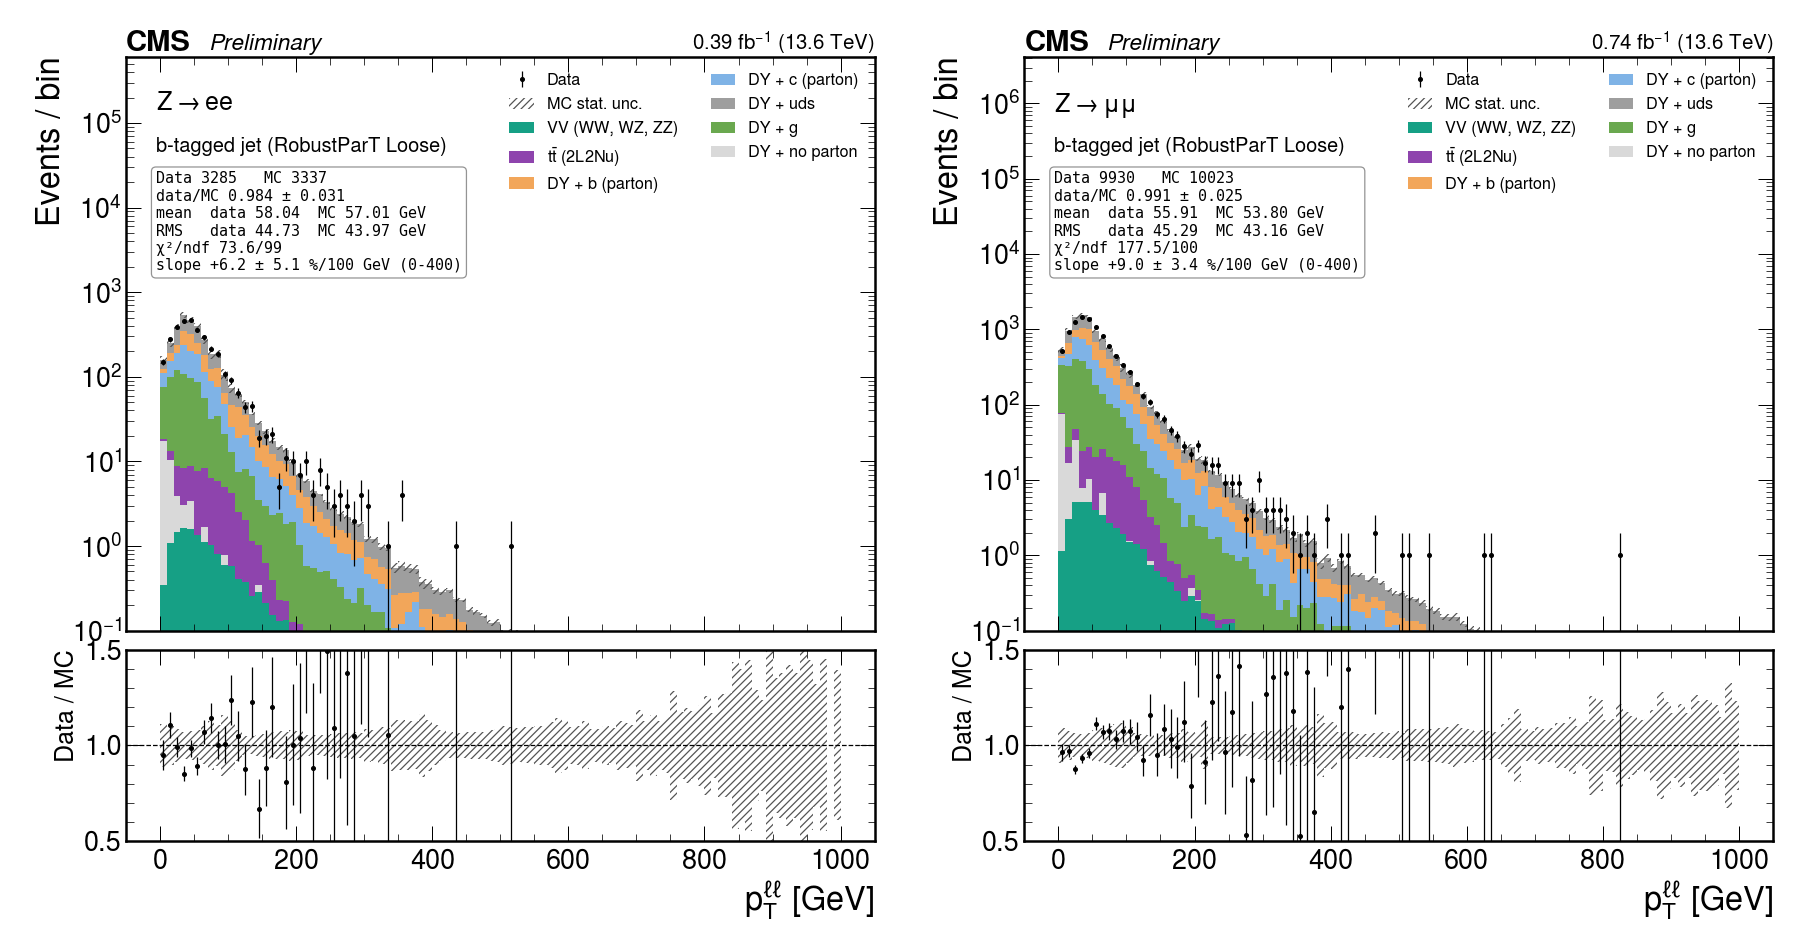 CMS Preliminary 0.39 fb⁻¹ (13.6 TeV)
Events / bin
Z → ee
b-tagged jet (RobustParT Loose)
Data 3285 MC 3337
data/MC 0.984 ± 0.031
mean data 58.04 MC 57.01 GeV
RMS data 44.73 MC 43.97 GeV
χ²/ndf 73.6/99
slope +6.2 ± 5.1 %/100 GeV (0-400)
Data
MC stat. unc.
VV (WW, WZ, ZZ)
tt̄ (2L2Nu)
DY + b (parton)
DY + c (parton)
DY + uds
DY + g
DY + no parton
10⁵
10⁴
10³
10²
10¹
10⁰
10⁻¹
Data / MC
1.5
1.0
0.5
0 200 400 600 800 1000
p_T^ℓℓ [GeV]
CMS Preliminary 0.74 fb⁻¹ (13.6 TeV)
Events / bin
Z → μμ
b-tagged jet (RobustParT Loose)
Data 9930 MC 10023
data/MC 0.991 ± 0.025
mean data 55.91 MC 53.80 GeV
RMS data 45.29 MC 43.16 GeV
χ²/ndf 177.5/100
slope +9.0 ± 3.4 %/100 GeV (0-400)
Data
MC stat. unc.
VV (WW, WZ, ZZ)
tt̄ (2L2Nu)
DY + b (parton)
DY + c (parton)
DY + uds
DY + g
DY + no parton
10⁶
10⁵
10⁴
10³
10²
10¹
10⁰
10⁻¹
Data / MC
1.5
1.0
0.5
0 200 400 600 800 1000
p_T^ℓℓ [GeV]